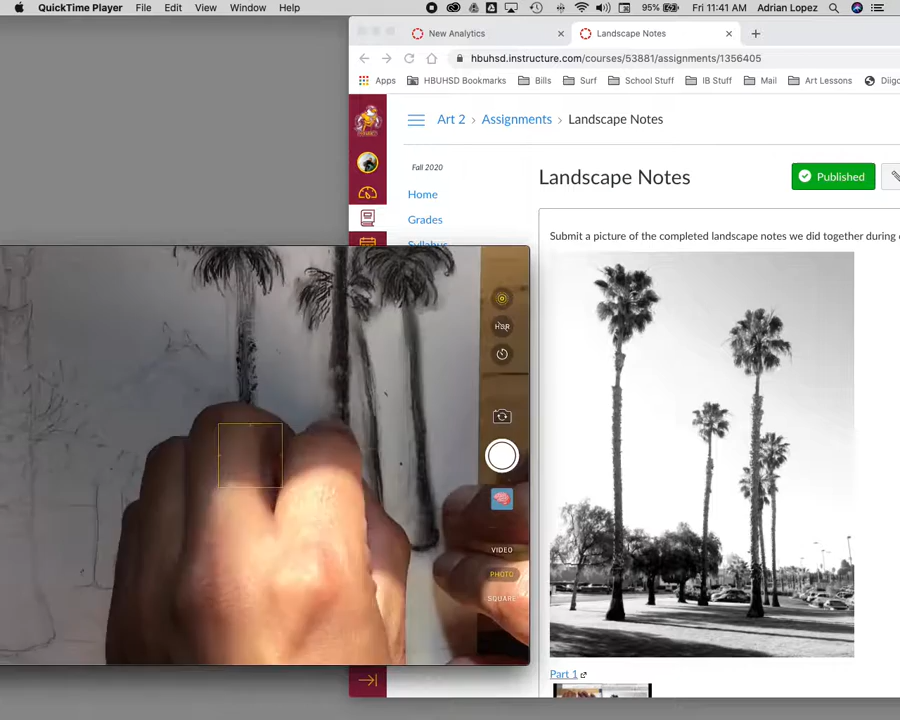 QuickTime Player File Edit View Window Help 95% Fri 11:41 AM Adrian Lopez
New Analytics Landscape Notes
hbuhsd.instructure.com/courses/53881/assignments/1356405
Apps HBUHSD Bookmarks Bills Surf School Stuff IB Stuff Mail Art Lessons Diigo
Art 2 > Assignments > Landscape Notes
Fall 2020
Landscape Notes Published
Home
Grades
Syllabus
Submit a picture of the completed landscape notes we did together during
HDR
VIDEO
PHOTO
SQUARE
Part 1